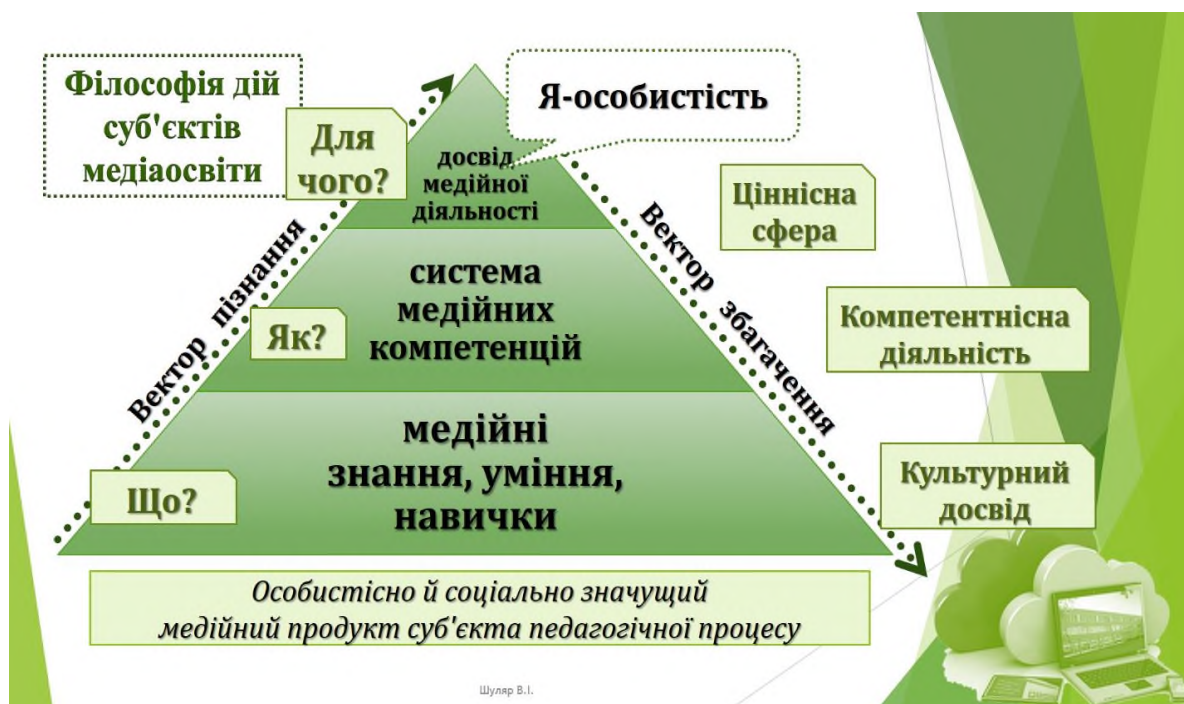 Філософія дій
суб'єктів
медіаосвіти
Для
чого?
Я-особистість
досвід
медійної
діяльності
Ціннісна
сфера
Вектор пізнання
Вектор збагачення
система
медійних
компетенцій
Як?
Компетентнісна
діяльність
медійні
знання, уміння,
навички
Що?
Культурний
досвід
Особистісно й соціально значущий
медійний продукт суб'єкта педагогічної процесу
Шуляр В.І.